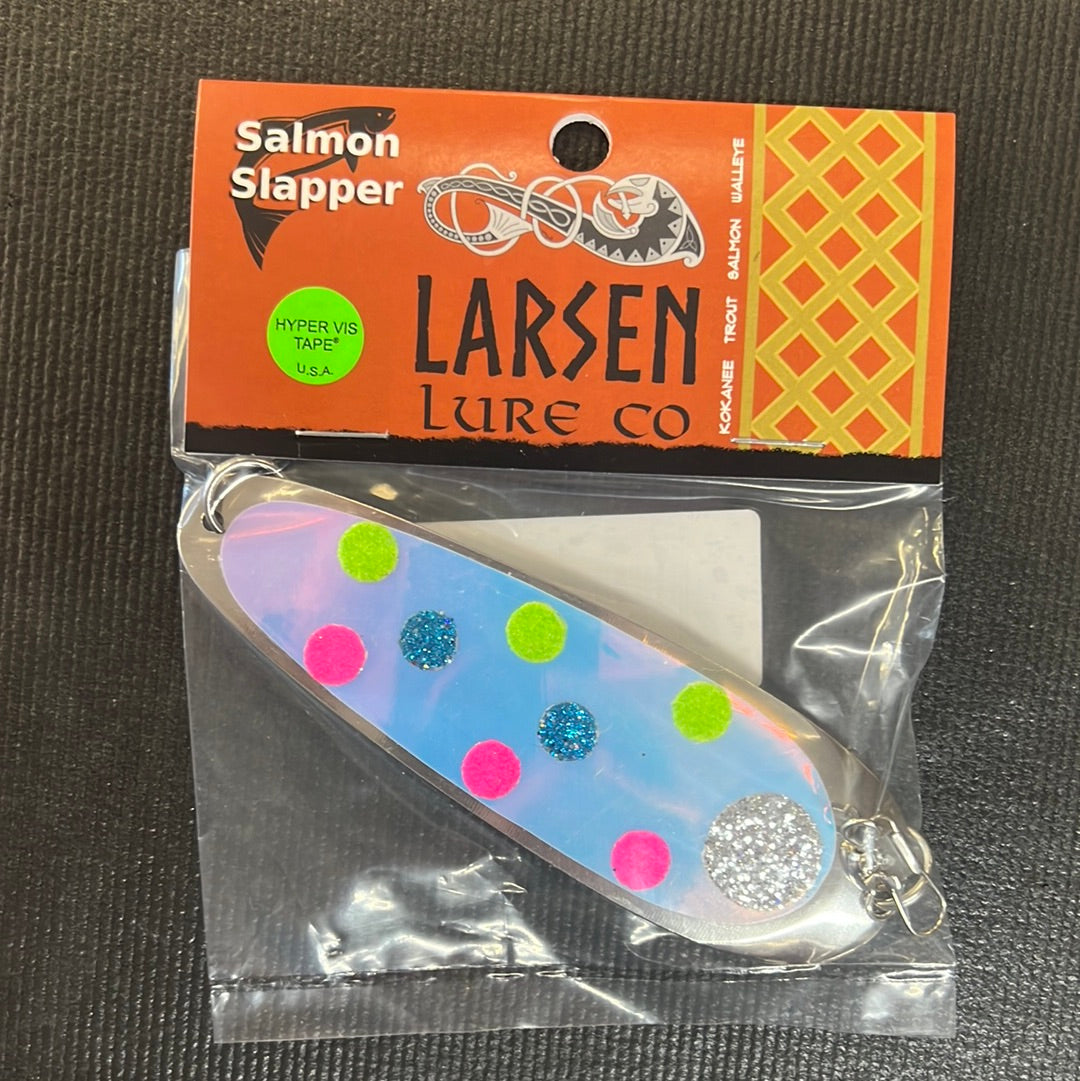 Salmon
Slapper
HYPER VIS
TAPE®
U.S.A.
LARSEN
LURE CO
KOKANEE TROUT SALMON WALLEYE